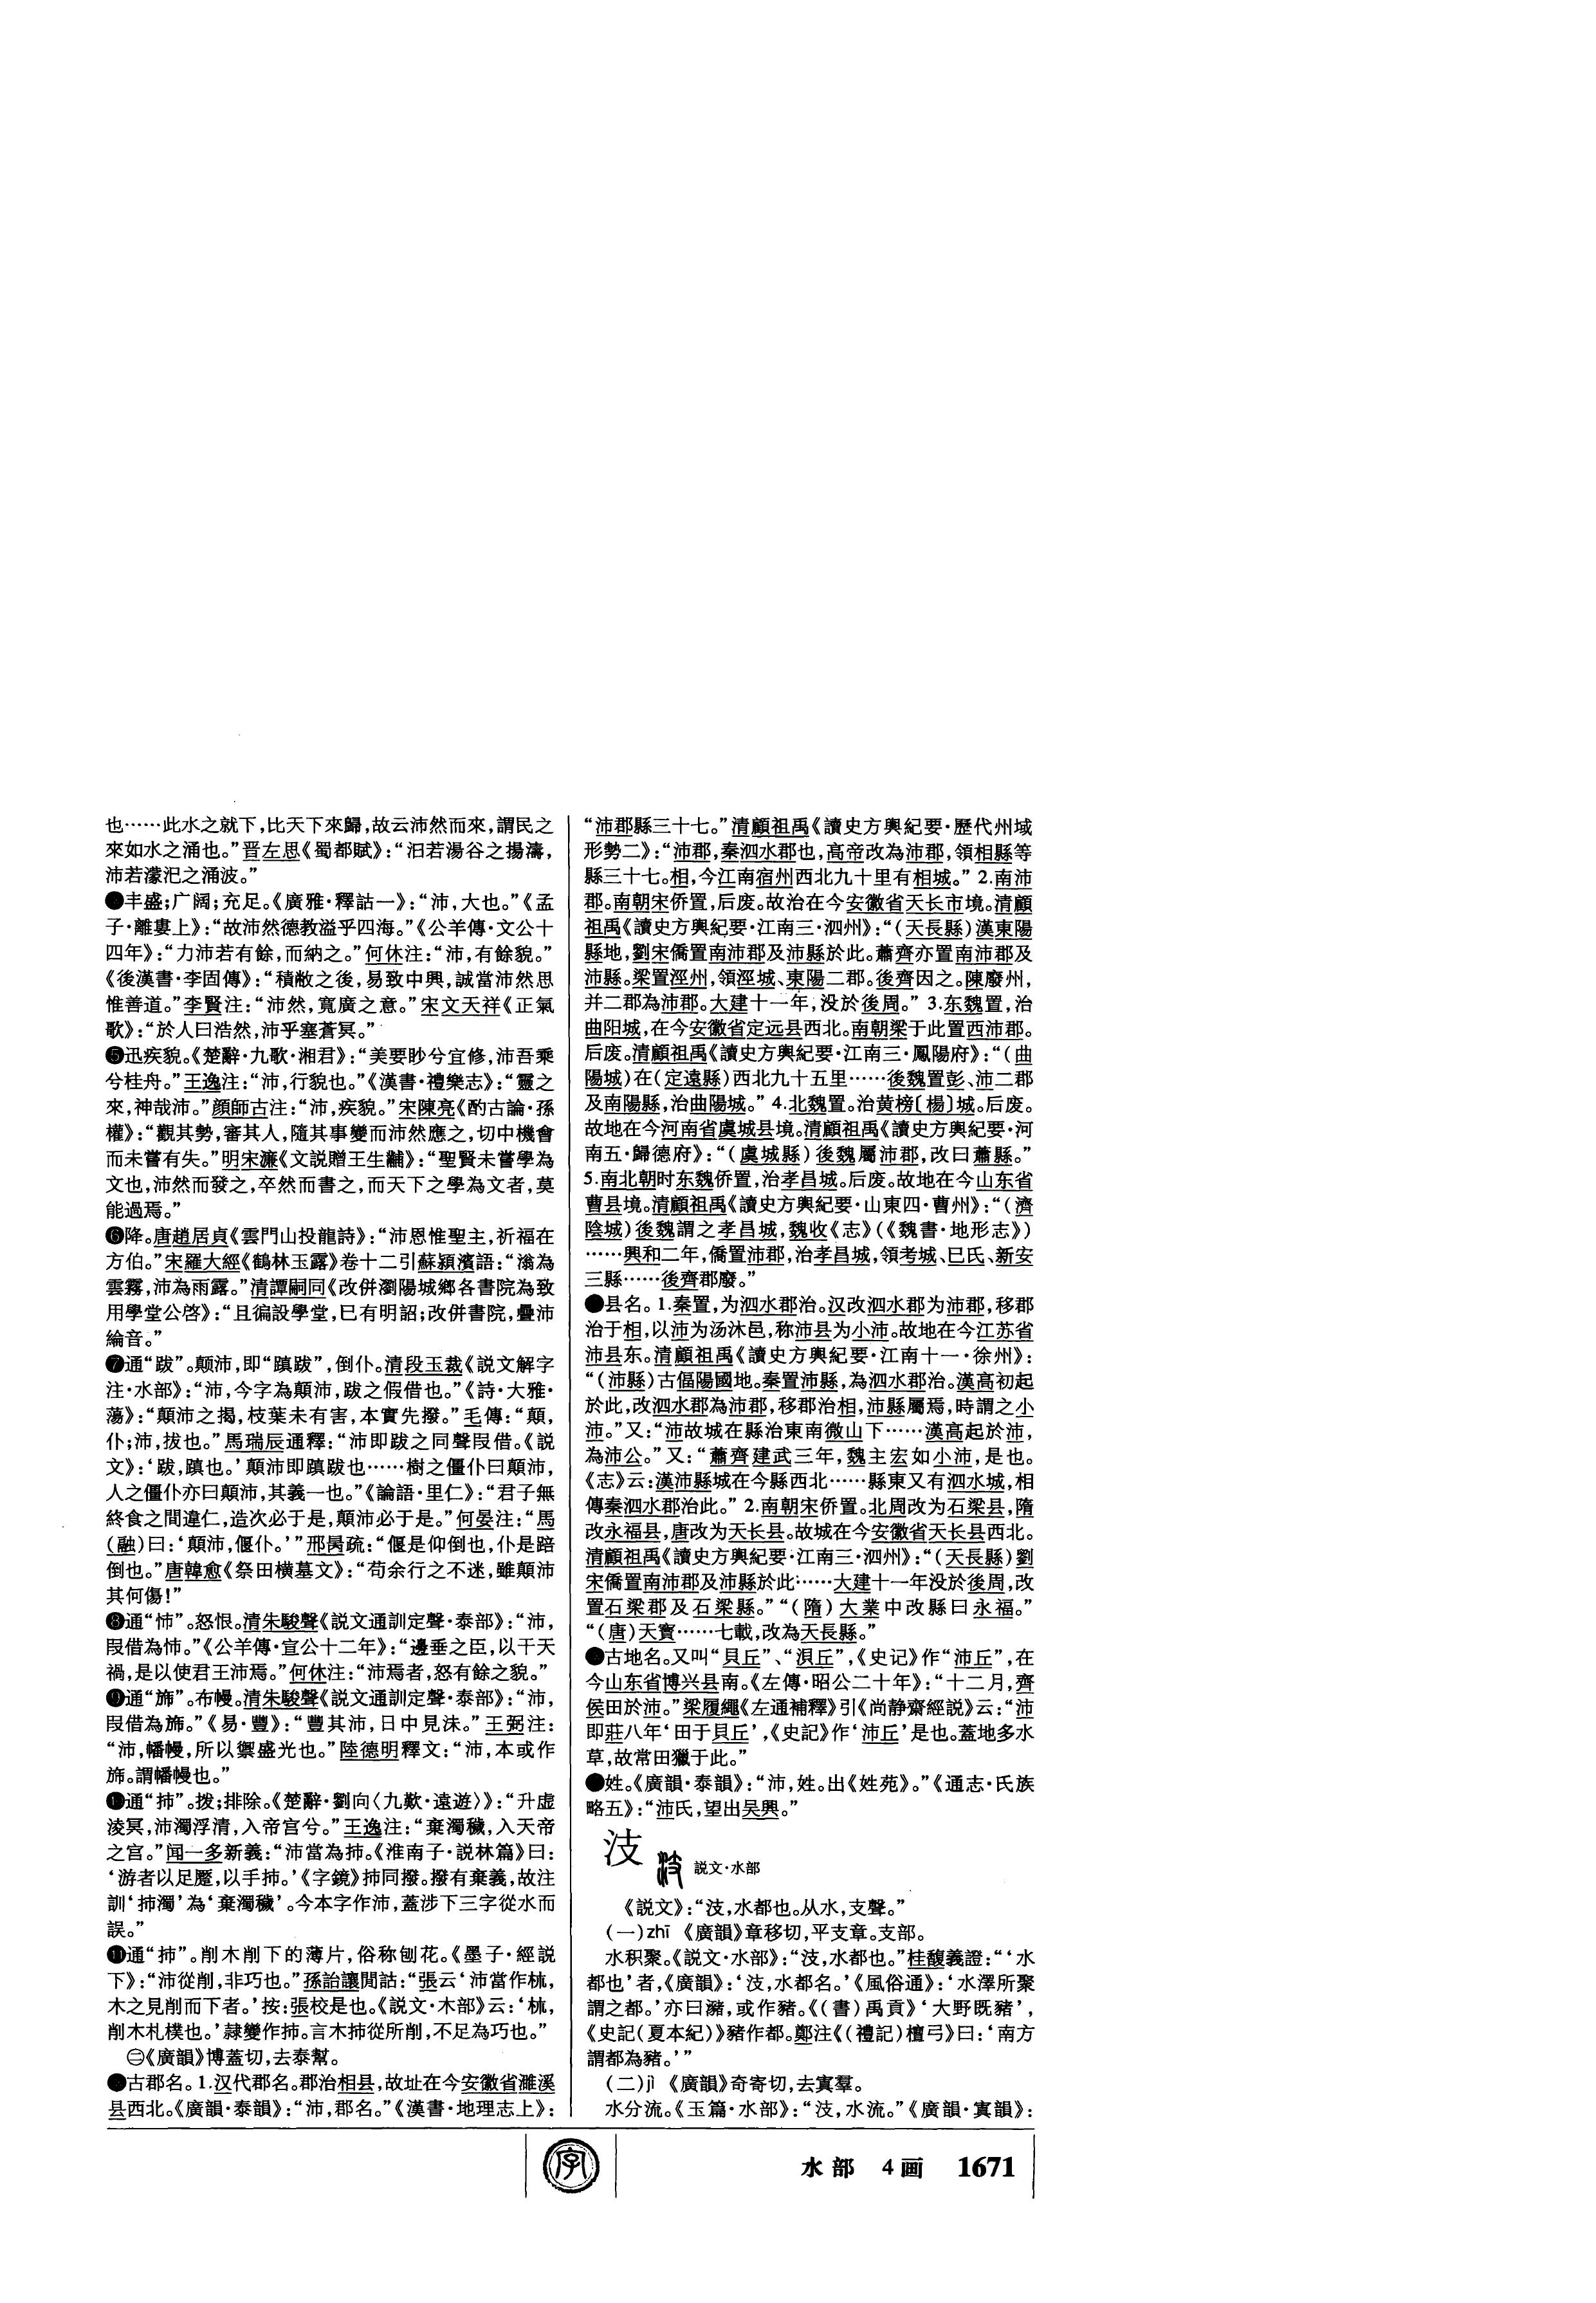 也……此水之就下，比天下來歸，故云沛然而來，謂民之
來如水之涌也。”晋左思《蜀都賦》：“汨若湯谷之揚濤，
沛若濛汜之涌波。”
丰盛；广阔；充足。《廣雅·釋詁一》：“沛，大也。”《孟
子·離婁上》：“故沛然德教溢乎四海。”《公羊傳·文公十
四年》：“力沛若有餘，而納之。”何休注：“沛，有餘貌。”
《後漢書·李固傳》：“積敝之後，易致中興，誠當沛然思
惟善道。”李賢注：“沛然，寬廣之意。”宋文天祥《正氣
歌》：“於人曰浩然，沛乎塞蒼冥。”
❺迅疾貌。《楚辭·九歌·湘君》：“美要眇兮宜修，沛吾乘
兮桂舟。”王逸注：“沛，行貌也。”《漢書·禮樂志》：“靈之
來，神哉沛。”顔師古注：“沛，疾貌。”宋陳亮《酌古論·孫
權》：“觀其勢，審其人，隨其事變而沛然應之，切中機會
而未嘗有失。”明宋濂《文説贈王生黼》：“聖賢未嘗學為
文也，沛然而發之，卒然而書之，而天下之學為文者，莫
能過焉。”
❻降。唐趙居貞《雲門山投龍詩》：“沛恩惟聖主，祈福在
方伯。”宋羅大經《鶴林玉露》卷十二引蘇潁濱語：“滃為
雲霧，沛為雨露。”清譚嗣同《改併瀏陽城鄉各書院為致
用學堂公啓》：“且徧設學堂，已有明詔；改併書院，疊沛
綸音。”
❼通“跋”。颠沛，即“蹎跋”，倒仆。清段玉裁《説文解字
注·水部》：“沛，今字為顛沛，跋之假借也。”《詩·大雅·
蕩》：“顛沛之揭，枝葉未有害，本實先撥。”毛傳：“顛，
仆；沛，拔也。”馬瑞辰通釋：“沛即跋之同聲叚借。《説
文》：‘跋，蹎也。’顛沛即蹎跋也……樹之僵仆曰顛沛，
人之僵仆亦曰顛沛，其義一也。”《論語·里仁》：“君子無
終食之間違仁，造次必于是，顛沛必于是。”何晏注：“馬
（融）曰：‘顛沛，偃仆。’”邢昺疏：“偃是仰倒也，仆是踣
倒也。”唐韓愈《祭田横墓文》：“苟余行之不迷，雖顛沛
其何傷！”
❽通“怖”。怒恨。清朱駿聲《説文通訓定聲·泰部》：“沛，
叚借為怖。”《公羊傳·宣公十二年》：“邊垂之臣，以干天
禍，是以使君王沛焉。”何休注：“沛焉者，怒有餘之貌。”
❾通“斾”。布幔。清朱駿聲《説文通訓定聲·泰部》：“沛，
叚借為斾。”《易·豐》：“豐其沛，日中見沬。”王弼注：
“沛，幡幔，所以禦盛光也。”陸德明釋文：“沛，本或作
斾。謂幡幔也。”
通“㧊”。拨；排除。《楚辭·劉向〈九歎·遠遊〉》：“升虚
淩冥，沛濁浮清，入帝宫兮。”王逸注：“棄濁穢，入天帝
之宫。”闻一多新義：“沛當為㧊。《淮南子·説林篇》曰：
‘游者以足蹷，以手㧊。’《字鏡》㧊同撥。撥有棄義，故注
訓‘㧊濁’為‘棄濁穢’。今本字作沛，蓋涉下三字從水而
誤。”
⓫通“㧊”。削木削下的薄片，俗称刨花。《墨子·經説
下》：“沛從削，非巧也。”孫詒讓閒詁：“張云‘沛當作㭆，
木之見削而下者。’按：張校是也。《説文·木部》云：‘㭆，
削木札樸也。’隷變作㧊。言木㧊從所削，不足為巧也。”
㊁《廣韻》博蓋切，去泰幫。
古郡名。1.汉代郡名。郡治相县，故址在今安徽省濉溪
县西北。《廣韻·泰韻》：“沛，郡名。”《漢書·地理志上》：
“沛郡縣三十七。”清顧祖禹《讀史方輿紀要·歷代州域
形勢二》：“沛郡，秦泗水郡也，高帝改為沛郡，領相縣等
縣三十七。相，今江南宿州西北九十里有相城。”2.南沛
郡。南朝宋侨置，后废。故治在今安徽省天长市境。清顧
祖禹《讀史方輿紀要·江南三·泗州》：“（天長縣）漢東陽
縣地，劉宋僑置南沛郡及沛縣於此。蕭齊亦置南沛郡及
沛縣。梁置涇州，領涇城、東陽二郡。後齊因之。陳廢州，
并二郡為沛郡。大建十一年，没於後周。”3.东魏置，治
曲阳城，在今安徽省定远县西北。南朝梁于此置西沛郡。
后废。清顧祖禹《讀史方輿紀要·江南三·鳳陽府》：“（曲
陽城）在（定遠縣）西北九十五里……後魏置彭、沛二郡
及南陽縣，治曲陽城。”4.北魏置。治黄榜〔楊〕城。后废。
故地在今河南省虞城县境。清顧祖禹《讀史方輿紀要·河
南五·歸德府》：“（虞城縣）後魏屬沛郡，改曰蕭縣。”
5.南北朝时东魏侨置，治孝昌城。后废。故地在今山东省
曹县境。清顧祖禹《讀史方輿紀要·山東四·曹州》：“（濟
陰城）後魏謂之孝昌城，魏收《志》（《魏書·地形志》）
……興和二年，僑置沛郡，治孝昌城，領考城、已氏、新安
三縣……後齊郡廢。”
县名。1.秦置，为泗水郡治。汉改泗水郡为沛郡，移郡
治于相，以沛为汤沐邑，称沛县为小沛。故地在今江苏省
沛县东。清顧祖禹《讀史方輿紀要·江南十一·徐州》：
“（沛縣）古偪陽國地。秦置沛縣，為泗水郡治。漢高初起
於此，改泗水郡為沛郡，移郡治相，沛縣屬焉，時謂之小
沛。”又：“沛故城在縣治東南微山下……漢高起於沛，
為沛公。”又：“蕭齊建武三年，魏主宏如小沛，是也。
《志》云：漢沛縣城在今縣西北……縣東又有泗水城，相
傳秦泗水郡治此。”2.南朝宋侨置。北周改为石梁县，隋
改永福县，唐改为天长县。故城在今安徽省天长县西北。
清顧祖禹《讀史方輿紀要·江南三·泗州》：“（天長縣）劉
宋僑置南沛郡及沛縣於此……大建十一年没於後周，改
置石梁郡及石梁縣。”“（隋）大業中改縣曰永福。”
“（唐）天寶……七載，改為天長縣。”
古地名。又叫“貝丘”、“浿丘”，《史记》作“沛丘”，在
今山东省博兴县南。《左傳·昭公二十年》：“十二月，齊
侯田於沛。”梁履繩《左通補釋》引《尚静齋經説》云：“沛
即莊八年‘田于貝丘’，《史記》作‘沛丘’是也。蓋地多水
草，故常田獵于此。”
姓。《廣韻·泰韻》：“沛，姓。出《姓苑》。”《通志·氏族
略五》：“沛氏，望出吴興。”
汥 説文·水部
《説文》：“汥，水都也。从水，支聲。”
（一）zhī 《廣韻》章移切，平支章。支部。
水积聚。《説文·水部》：“汥，水都也。”桂馥義證：“‘水
都也’者，《廣韻》：‘汥，水都名。’《風俗通》：‘水澤所聚
謂之都。’亦曰瀦，或作豬。《（書）禹貢》‘大野既豬’，
《史記（夏本紀）》豬作都。鄭注《（禮記）檀弓》曰：‘南方
謂都為豬。’”
（二）jì 《廣韻》奇寄切，去寘羣。
水分流。《玉篇·水部》：“汥，水流。”《廣韻·寘韻》：
字
水部 4画 1671